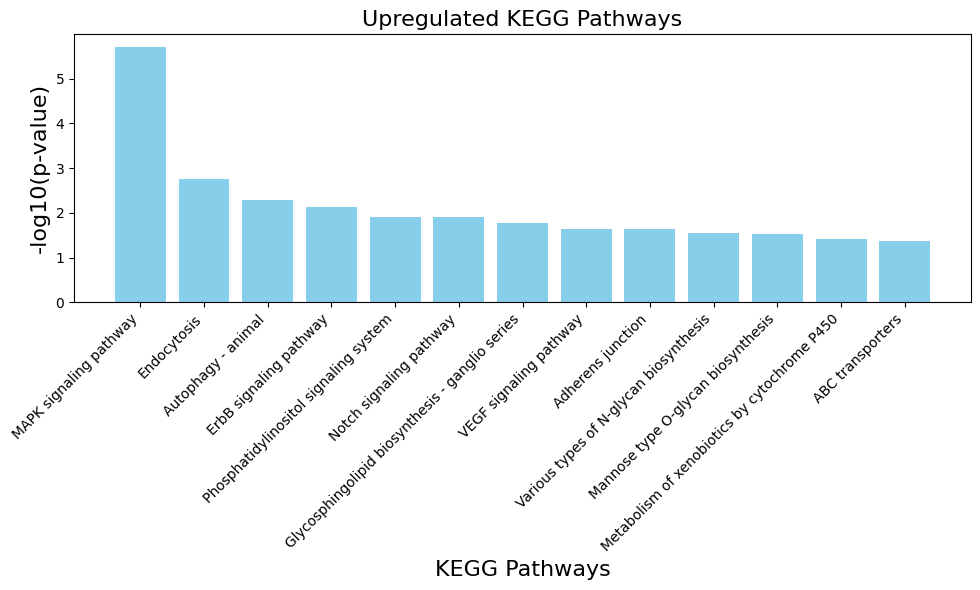 Upregulated KEGG Pathways
-log10(p-value)
5
4
3
2
1
0
MAPK signaling pathway
Endocytosis
Autophagy - animal
ErbB signaling pathway
Phosphatidylinositol signaling system
Notch signaling pathway
Glycosphingolipid biosynthesis - ganglio series
VEGF signaling pathway
Adherens junction
Various types of N-glycan biosynthesis
Mannose type O-glycan biosynthesis
Metabolism of xenobiotics by cytochrome P450
ABC transporters
KEGG Pathways